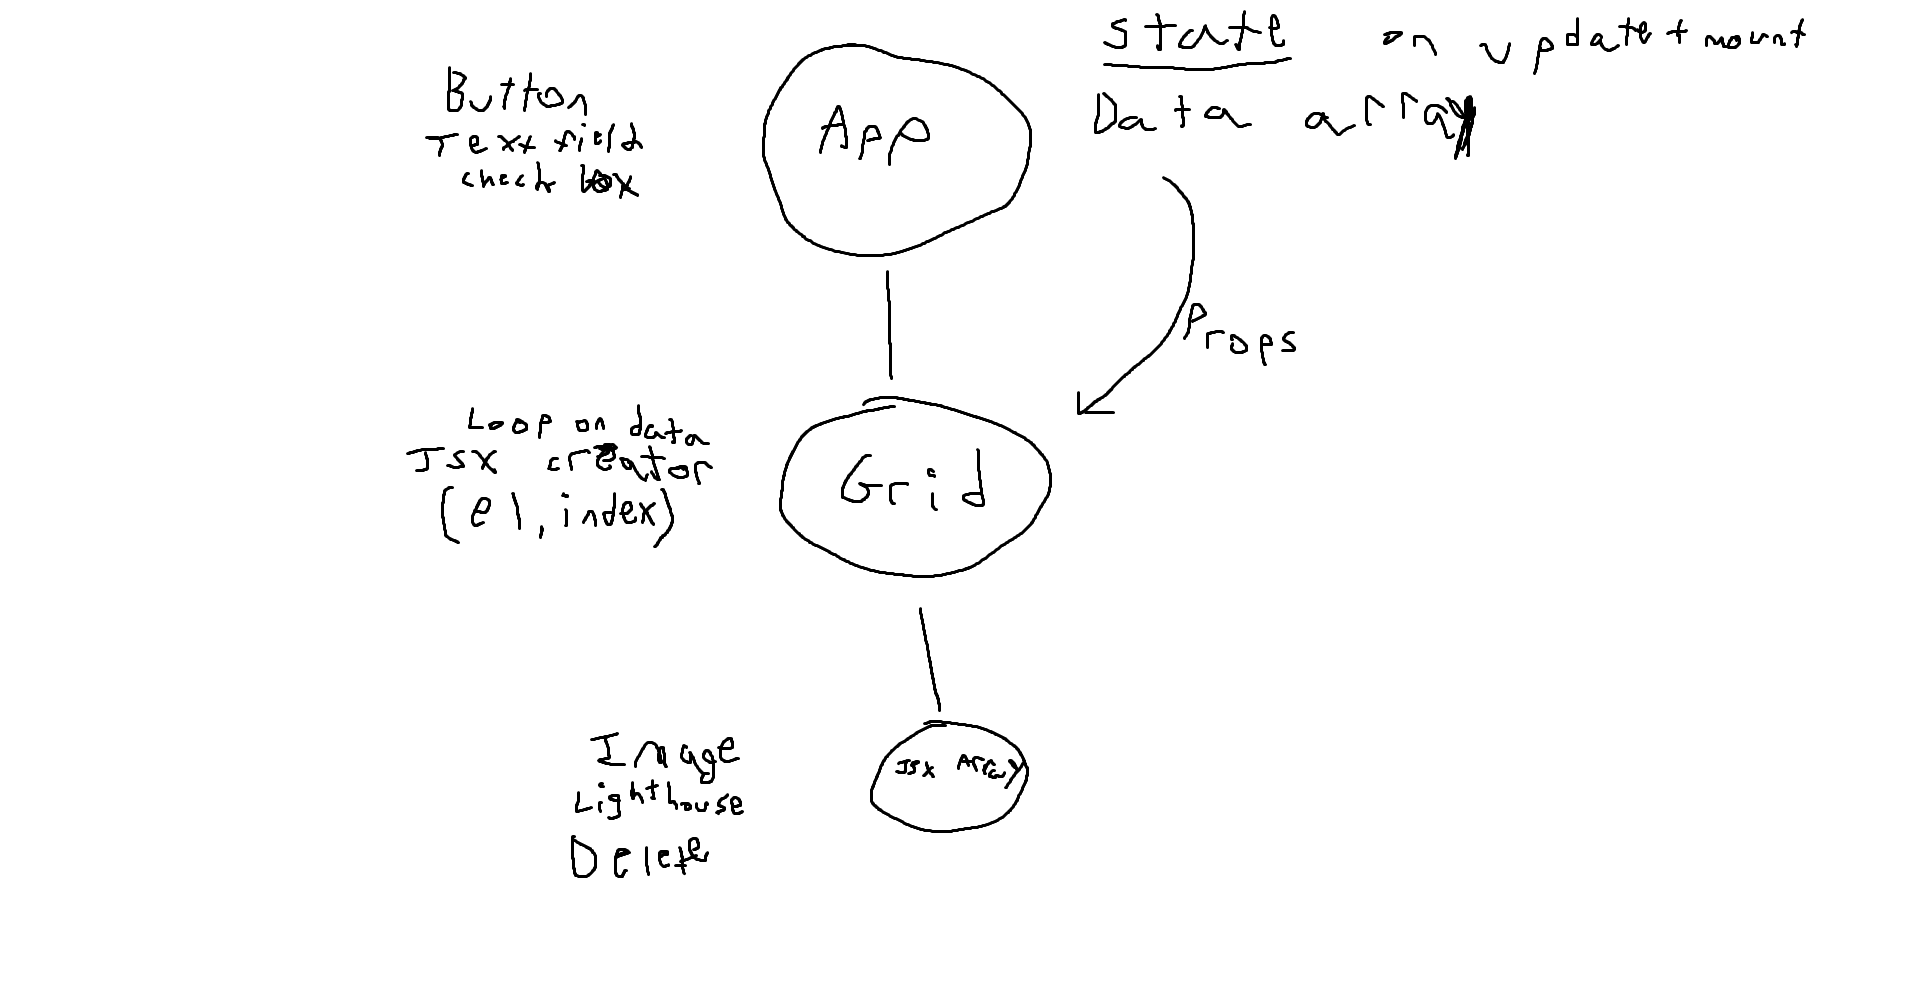 State on update + mount
Data array
Button
Text field
check box
App
Props
Loop on data
JSX creator
(el, index)
Grid
Image
Lighthouse
Delete
JSX Array